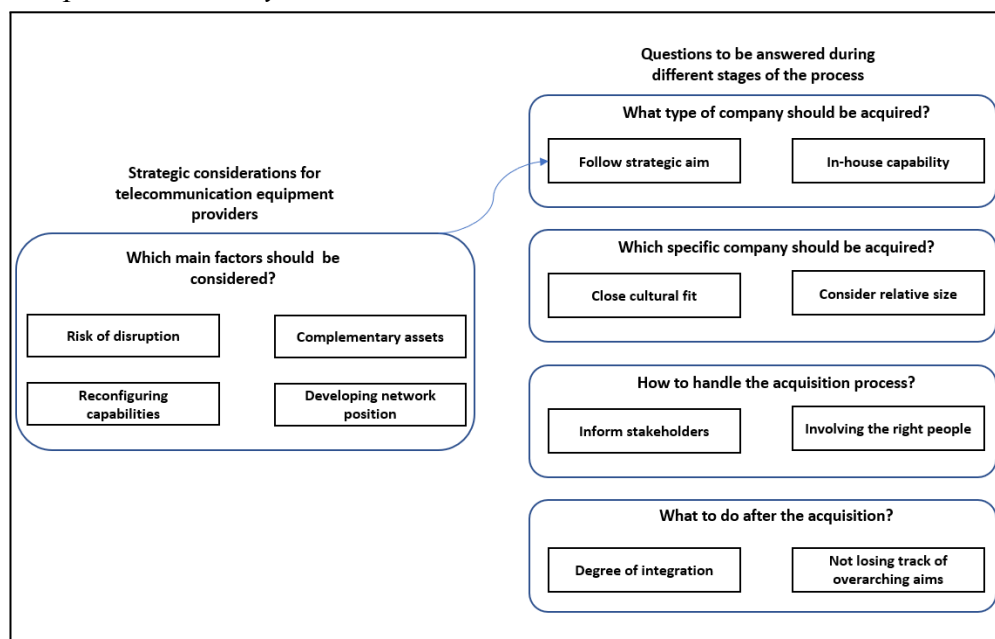 Strategic considerations for
telecommunication equipment
providers
Which main factors should be
considered?
Risk of disruption
Complementary assets
Reconfiguring
capabilities
Developing network
position
Questions to be answered during
different stages of the process
What type of company should be acquired?
Follow strategic aim
In-house capability
Which specific company should be acquired?
Close cultural fit
Consider relative size
How to handle the acquisition process?
Inform stakeholders
Involving the right people
What to do after the acquisition?
Degree of integration
Not losing track of
overarching aims